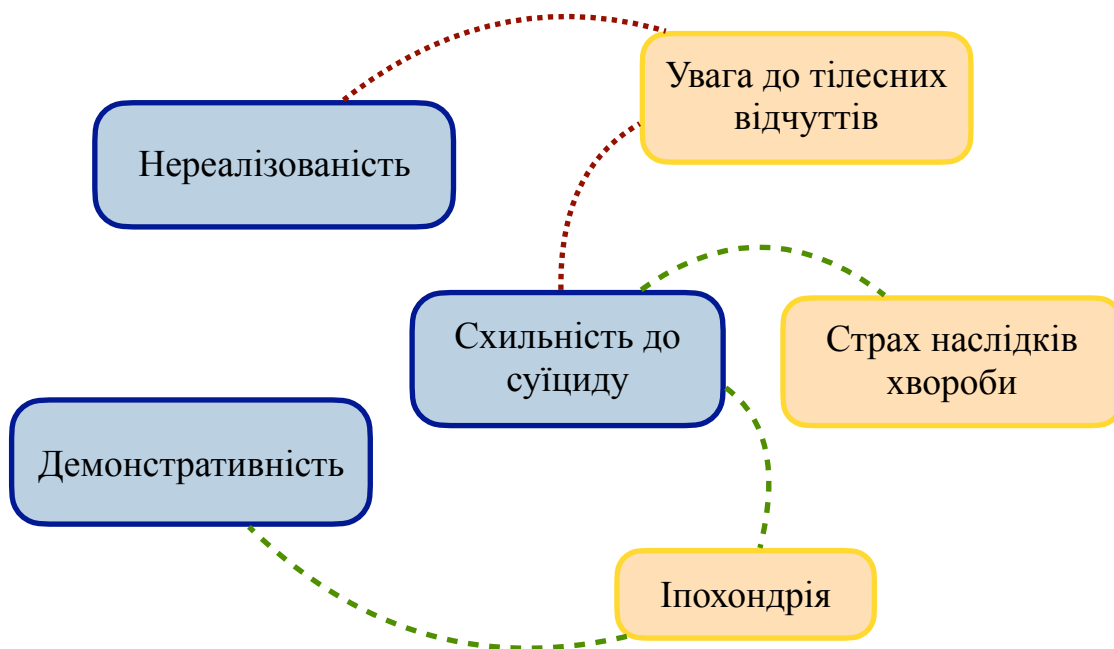 Увага до тілесних
відчуттів
Нереалізованість
Схильність до
суїциду
Страх наслідків
хвороби
Демонстративність
Іпохондрія